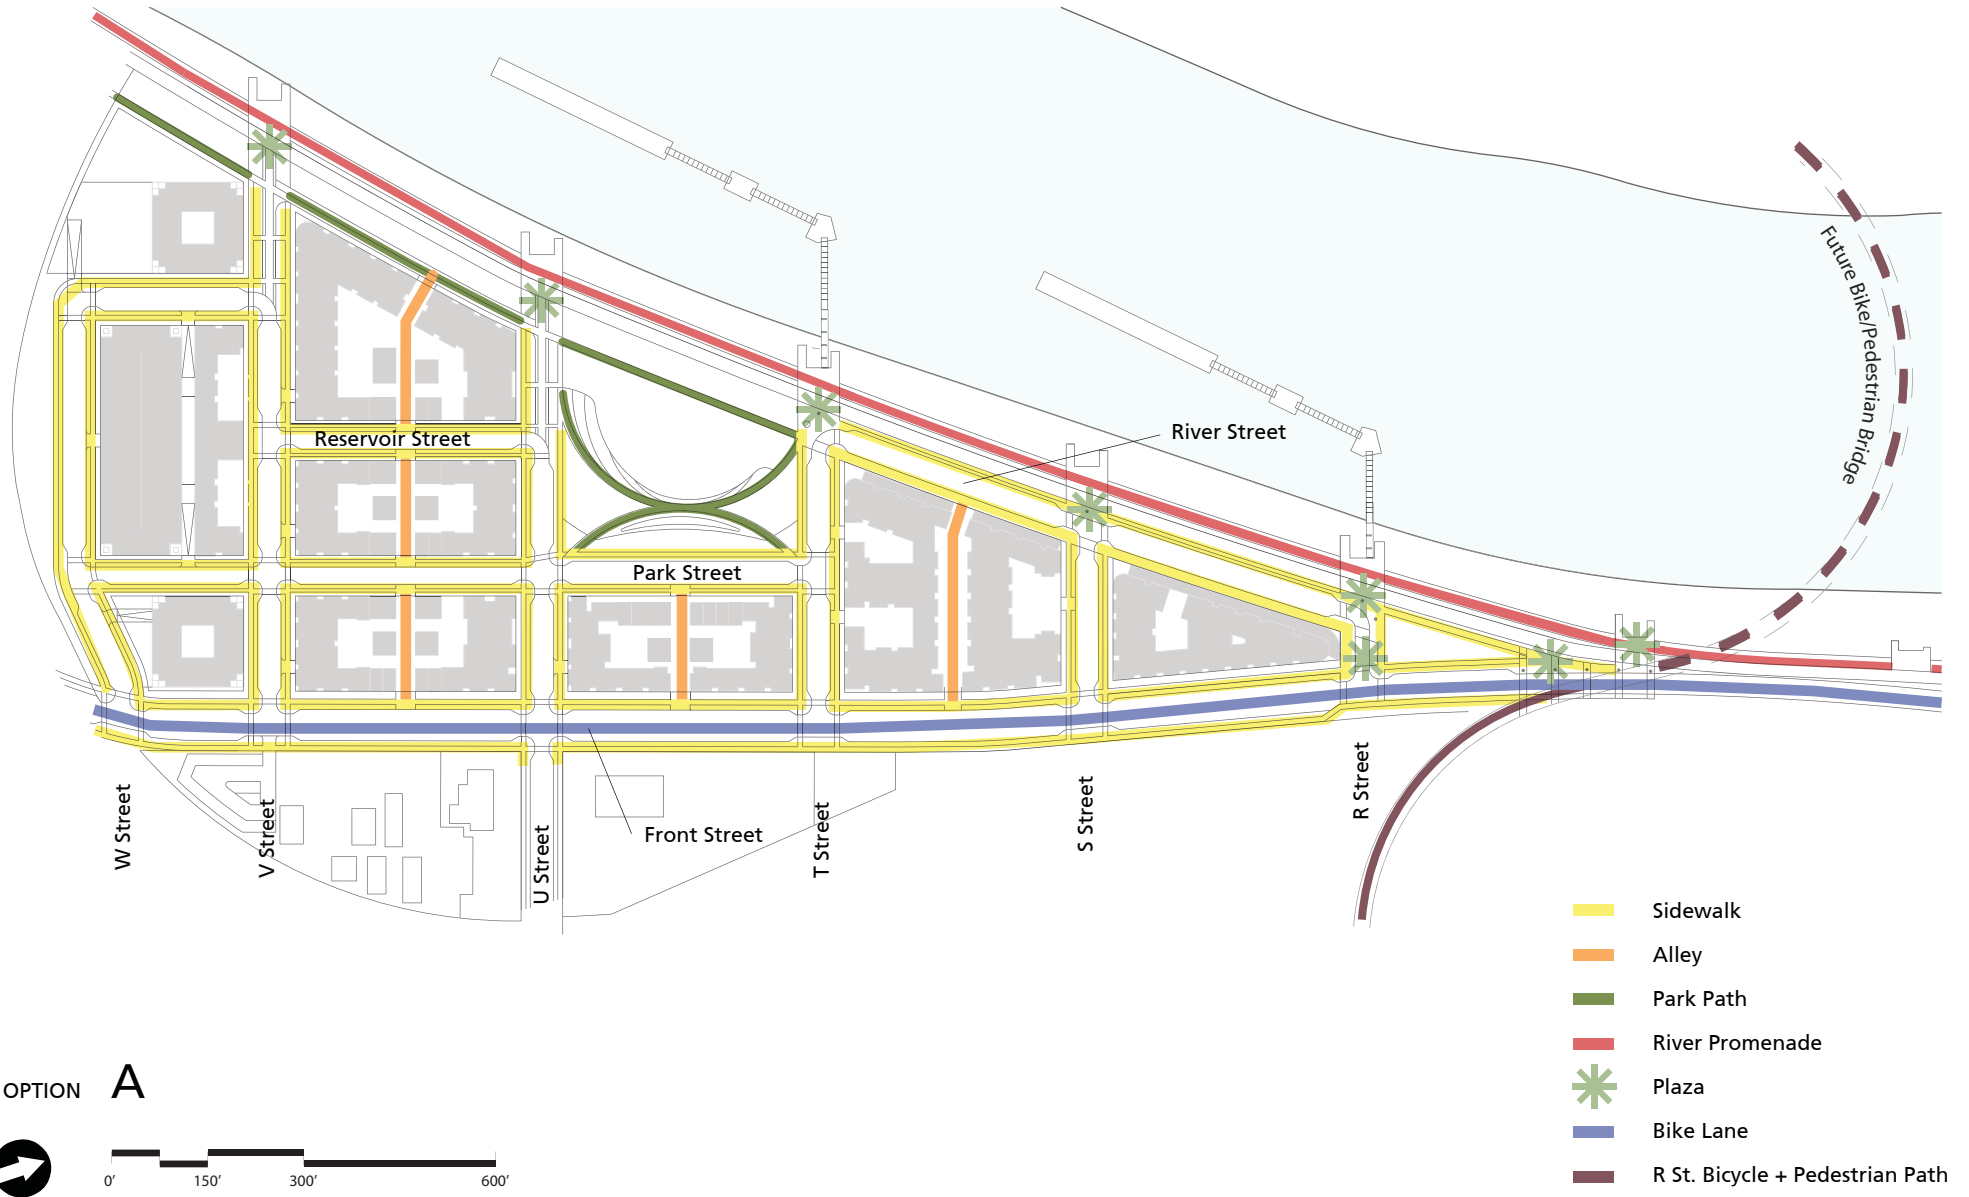 Future Bike/Pedestrian Bridge
River Street
Reservoir Street
Park Street
Front Street
W Street
V Street
U Street
T Street
S Street
R Street
Sidewalk
Alley
Park Path
River Promenade
Plaza
Bike Lane
R St. Bicycle + Pedestrian Path
OPTION A
0’ 150’ 300’ 600’